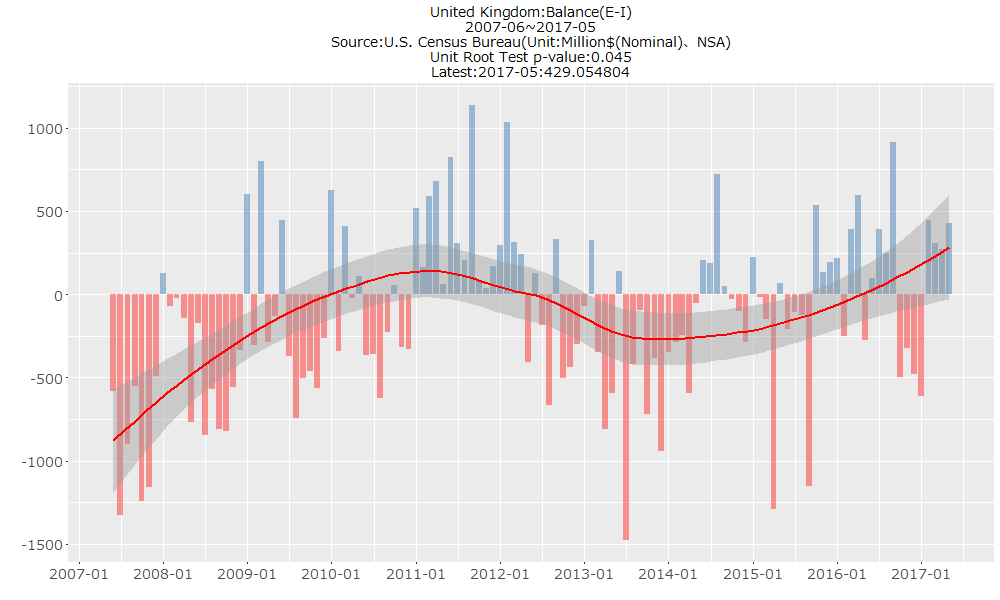 United Kingdom:Balance(E-I)
2007-06~2017-05
Source:U.S. Census Bureau(Unit:Million$(Nominal)、NSA)
Unit Root Test p-value:0.045
Latest:2017-05:429.054804
1000
500
0
-500
-1000
-1500
2007-01 2008-01 2009-01 2010-01 2011-01 2012-01 2013-01 2014-01 2015-01 2016-01 2017-01